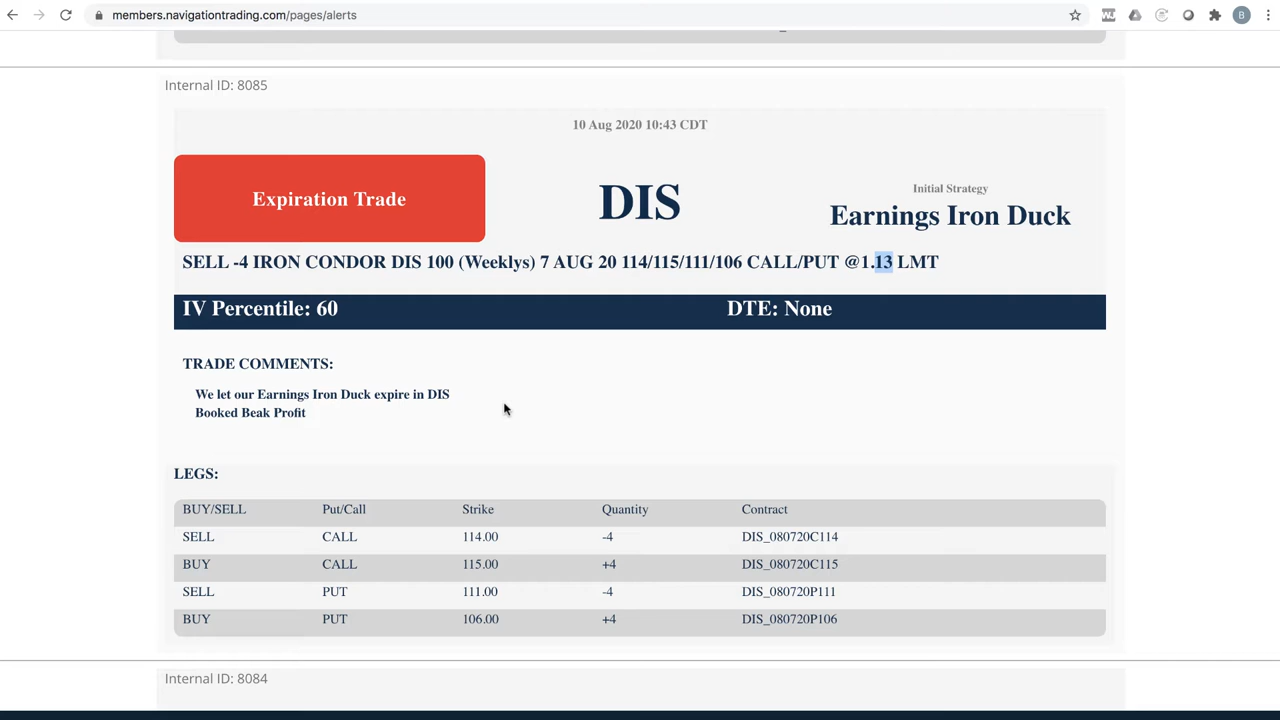 members.navigationtrading.com/pages/alerts
B
Internal ID: 8085
10 Aug 2020 10:43 CDT
Expiration Trade
DIS
Initial Strategy
Earnings Iron Duck
SELL -4 IRON CONDOR DIS 100 (Weeklys) 7 AUG 20 114/115/111/106 CALL/PUT @1.13 LMT
IV Percentile: 60 DTE: None
TRADE COMMENTS:
We let our Earnings Iron Duck expire in DIS
Booked Beak Profit
LEGS:
BUY/SELL Put/Call Strike Quantity Contract
SELL CALL 114.00 -4 DIS_080720C114
BUY CALL 115.00 +4 DIS_080720C115
SELL PUT 111.00 -4 DIS_080720P111
BUY PUT 106.00 +4 DIS_080720P106
Internal ID: 8084